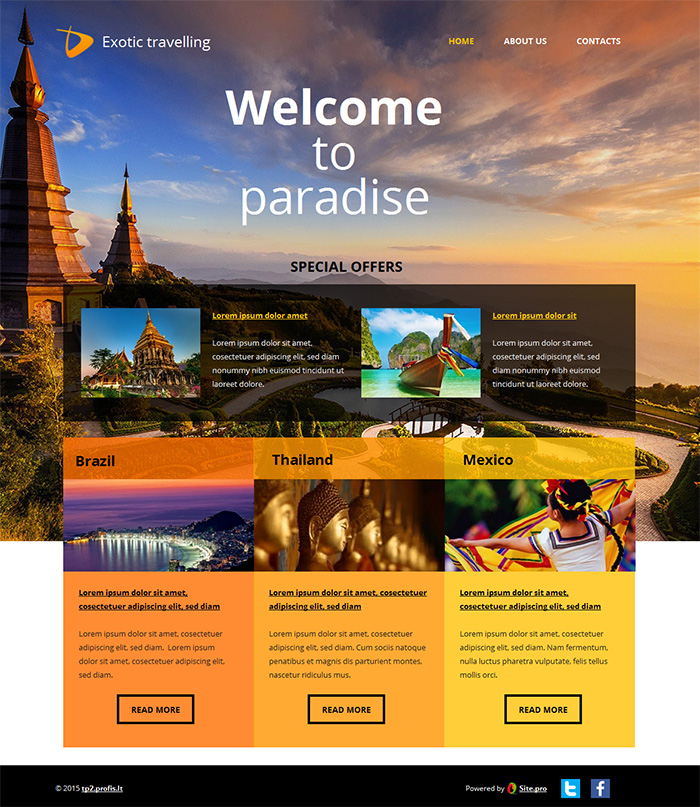 Exotic travelling
HOME ABOUT US CONTACTS
Welcome
to
paradise
SPECIAL OFFERS
Lorem ipsum dolor amet
Lorem ipsum dolor sit amet,
cosectetuer adipiscing elit, sed diam
nonummy nibh euismod tincidunt ut
laoreet dolore.
Lorem ipsum dolor sit
Lorem ipsum dolor sit amet,
cosectetuer adipiscing elit, sed diam
nonummy nibh euismod tincidunt ut
laoreet dolore.
Brazil
Thailand
Mexico
Lorem ipsum dolor sit amet,
cosectetuer adipiscing elit, sed diam
Lorem ipsum dolor sit amet, cosectetuer
adipiscing elit, sed diam.  Lorem ipsum
dolor sit amet, cosectetuer adipiscing elit,
sed diam.
READ MORE
Lorem ipsum dolor sit amet, cosectetuer
adipiscing elit, sed diam
Lorem ipsum dolor sit amet, cosectetuer
adipiscing elit, sed diam. Cum sociis natoque
penatibus et magnis dis parturient montes,
nascetur ridiculus mus.
READ MORE
Lorem ipsum dolor sit amet,
cosectetuer adipiscing elit, sed diam
Lorem ipsum dolor sit amet, cosectetuer
adipiscing elit, sed diam. Nam fermentum,
nulla luctus pharetra vulputate, felis tellus
mollis orci.
READ MORE
© 2015 tp2.profis.lt
Powered by Site.pro